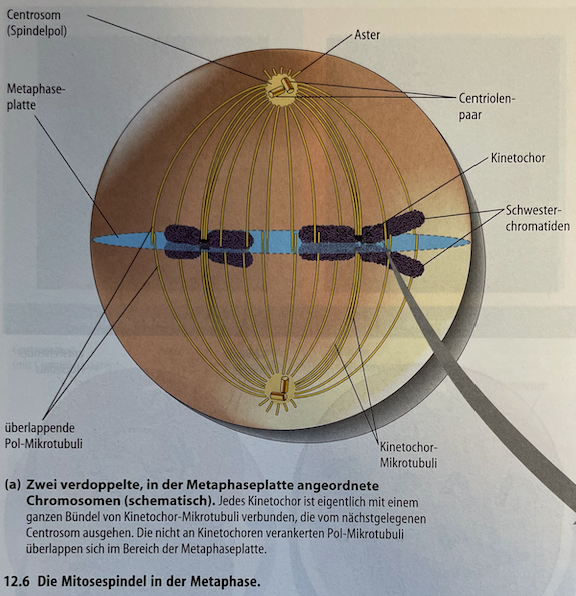 Centrosom
(Spindelpol)
Aster
Metaphase-
platte
Centriolen-
paar
Kinetochor
Schwester-
chromatiden
überlappende
Pol-Mikrotubuli
Kinetochor-
Mikrotubuli
(a) Zwei verdoppelte, in der Metaphaseplatte angeordnete
Chromosomen (schematisch). Jedes Kinetochor ist eigentlich mit einem
ganzen Bündel von Kinetochor-Mikrotubuli verbunden, die vom nächstgelegenen
Centrosom ausgehen. Die nicht an Kinetochoren verankerten Pol-Mikrotubuli
überlappen sich im Bereich der Metaphaseplatte.
12.6 Die Mitosespindel in der Metaphase.